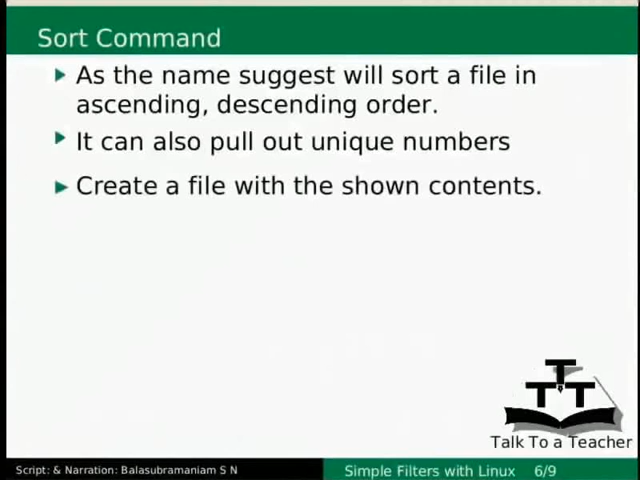 Sort Command
As the name suggest will sort a file in
ascending, descending order.
It can also pull out unique numbers
Create a file with the shown contents.
TTT
Talk To a Teacher
Script: & Narration: Balasubramaniam S N
Simple Filters with Linux 6/9